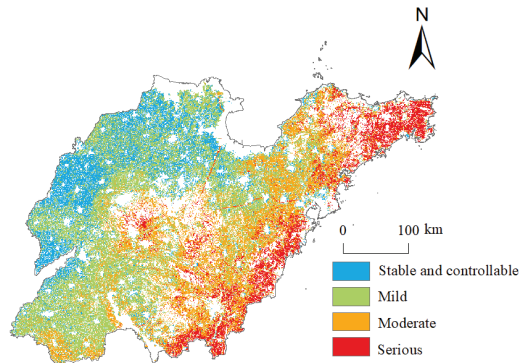 N
0 100 km
Stable and controllable
Mild
Moderate
Serious